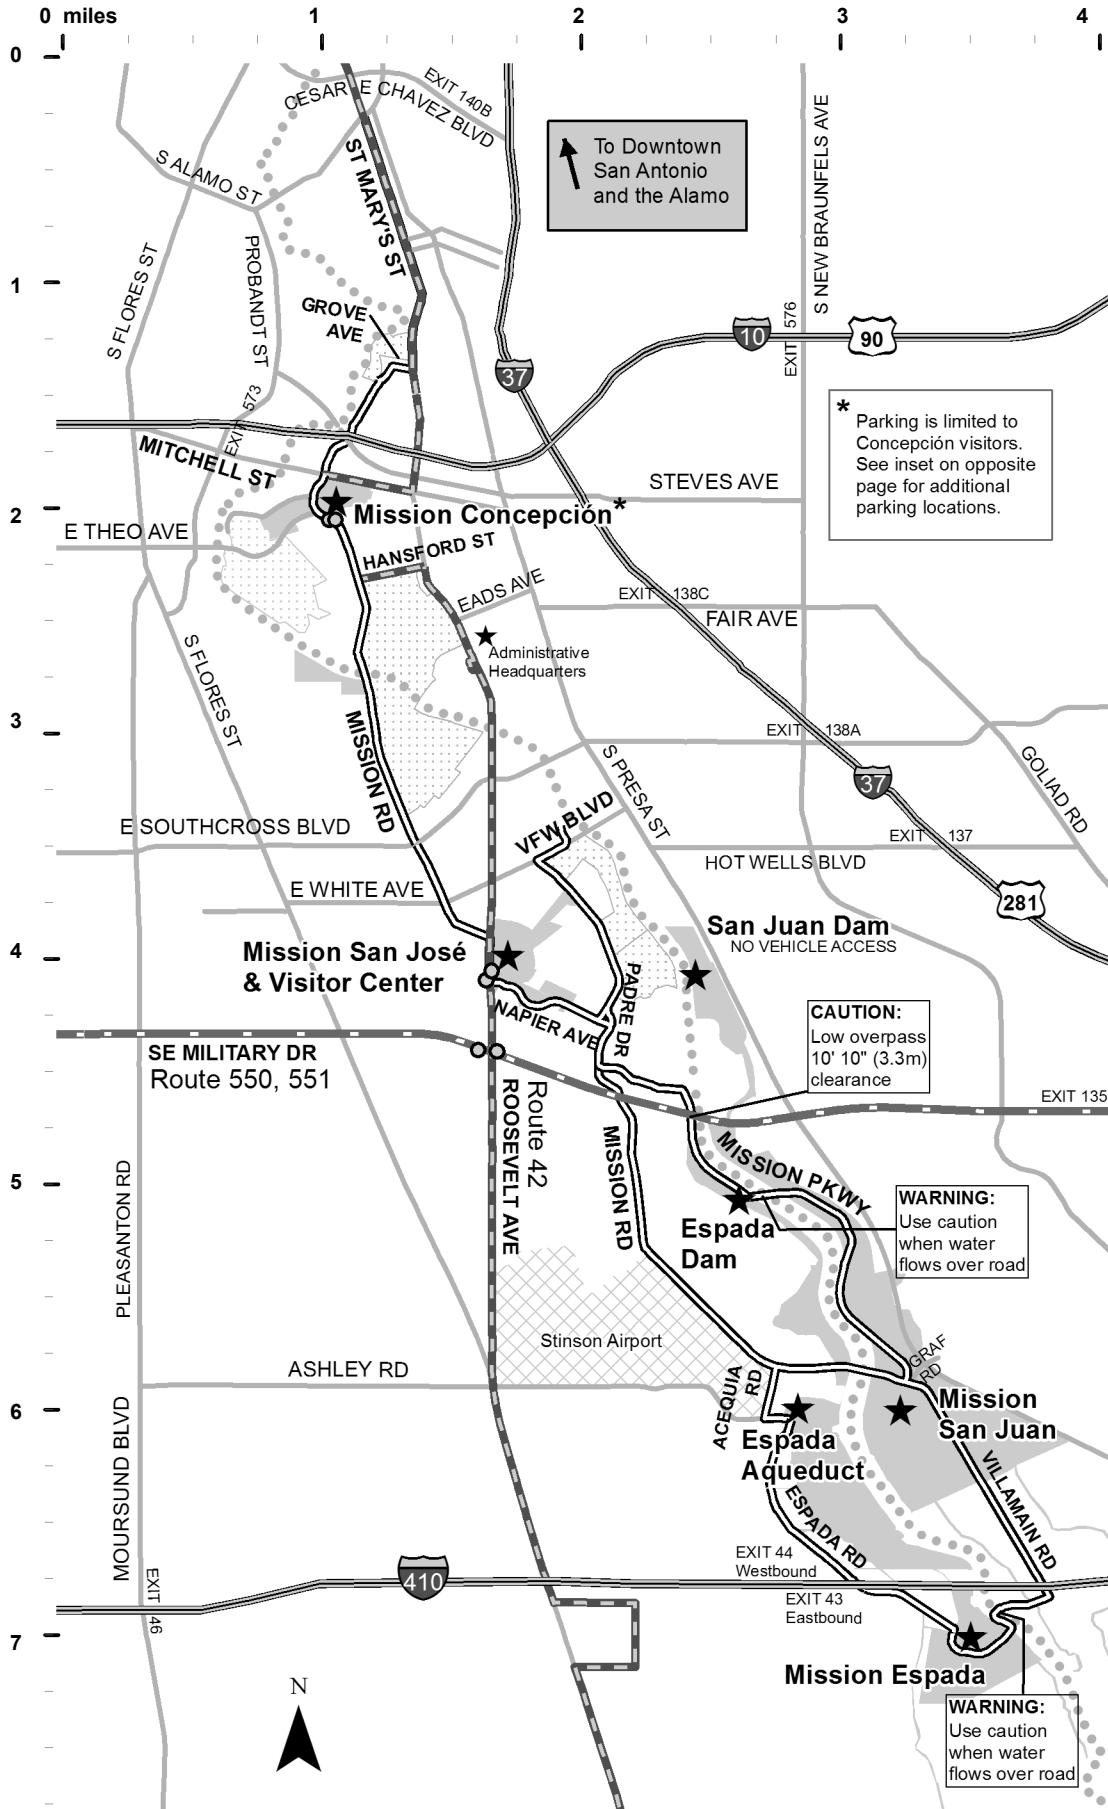 0 miles
1
2
3
4
0
1
2
3
4
5
6
7
EXIT 140B
CESAR E CHAVEZ BLVD
To Downtown
San Antonio
and the Alamo
S NEW BRAUNFELS AVE
ST MARY'S ST
S ALAMO ST
S FLORES ST
PROBANDT ST
GROVE
AVE
EXIT 576
10
90
37
EXIT 573
* Parking is limited to
Concepción visitors.
See inset on opposite
page for additional
parking locations.
MITCHELL ST
STEVES AVE
Mission Concepción*
E THEO AVE
HANSFORD ST
EADS AVE
EXIT 138C
FAIR AVE
Administrative
Headquarters
S FLORES ST
MISSION RD
EXIT 138A
S PRESA ST
GOLIAD RD
37
VFW BLVD
E SOUTHCROSS BLVD
EXIT 137
HOT WELLS BLVD
E WHITE AVE
281
San Juan Dam
NO VEHICLE ACCESS
Mission San José
& Visitor Center
PADRE DR
NAPIER AVE
CAUTION:
Low overpass
10' 10" (3.3m)
clearance
SE MILITARY DR
Route 550, 551
EXIT 135
Route 42
ROOSEVELT AVE
MISSION RD
MISSION PKWY
PLEASANTON RD
WARNING:
Use caution
when water
flows over road
Espada
Dam
Stinson Airport
GRAF
RD
ASHLEY RD
ACEQUIA
RD
Mission
San Juan
Espada
Aqueduct
MOURSUND BLVD
VILLAMAIN RD
ESPADA RD
EXIT 44
Westbound
410
EXIT 43
Eastbound
EXIT 46
Mission Espada
N
WARNING:
Use caution
when water
flows over road